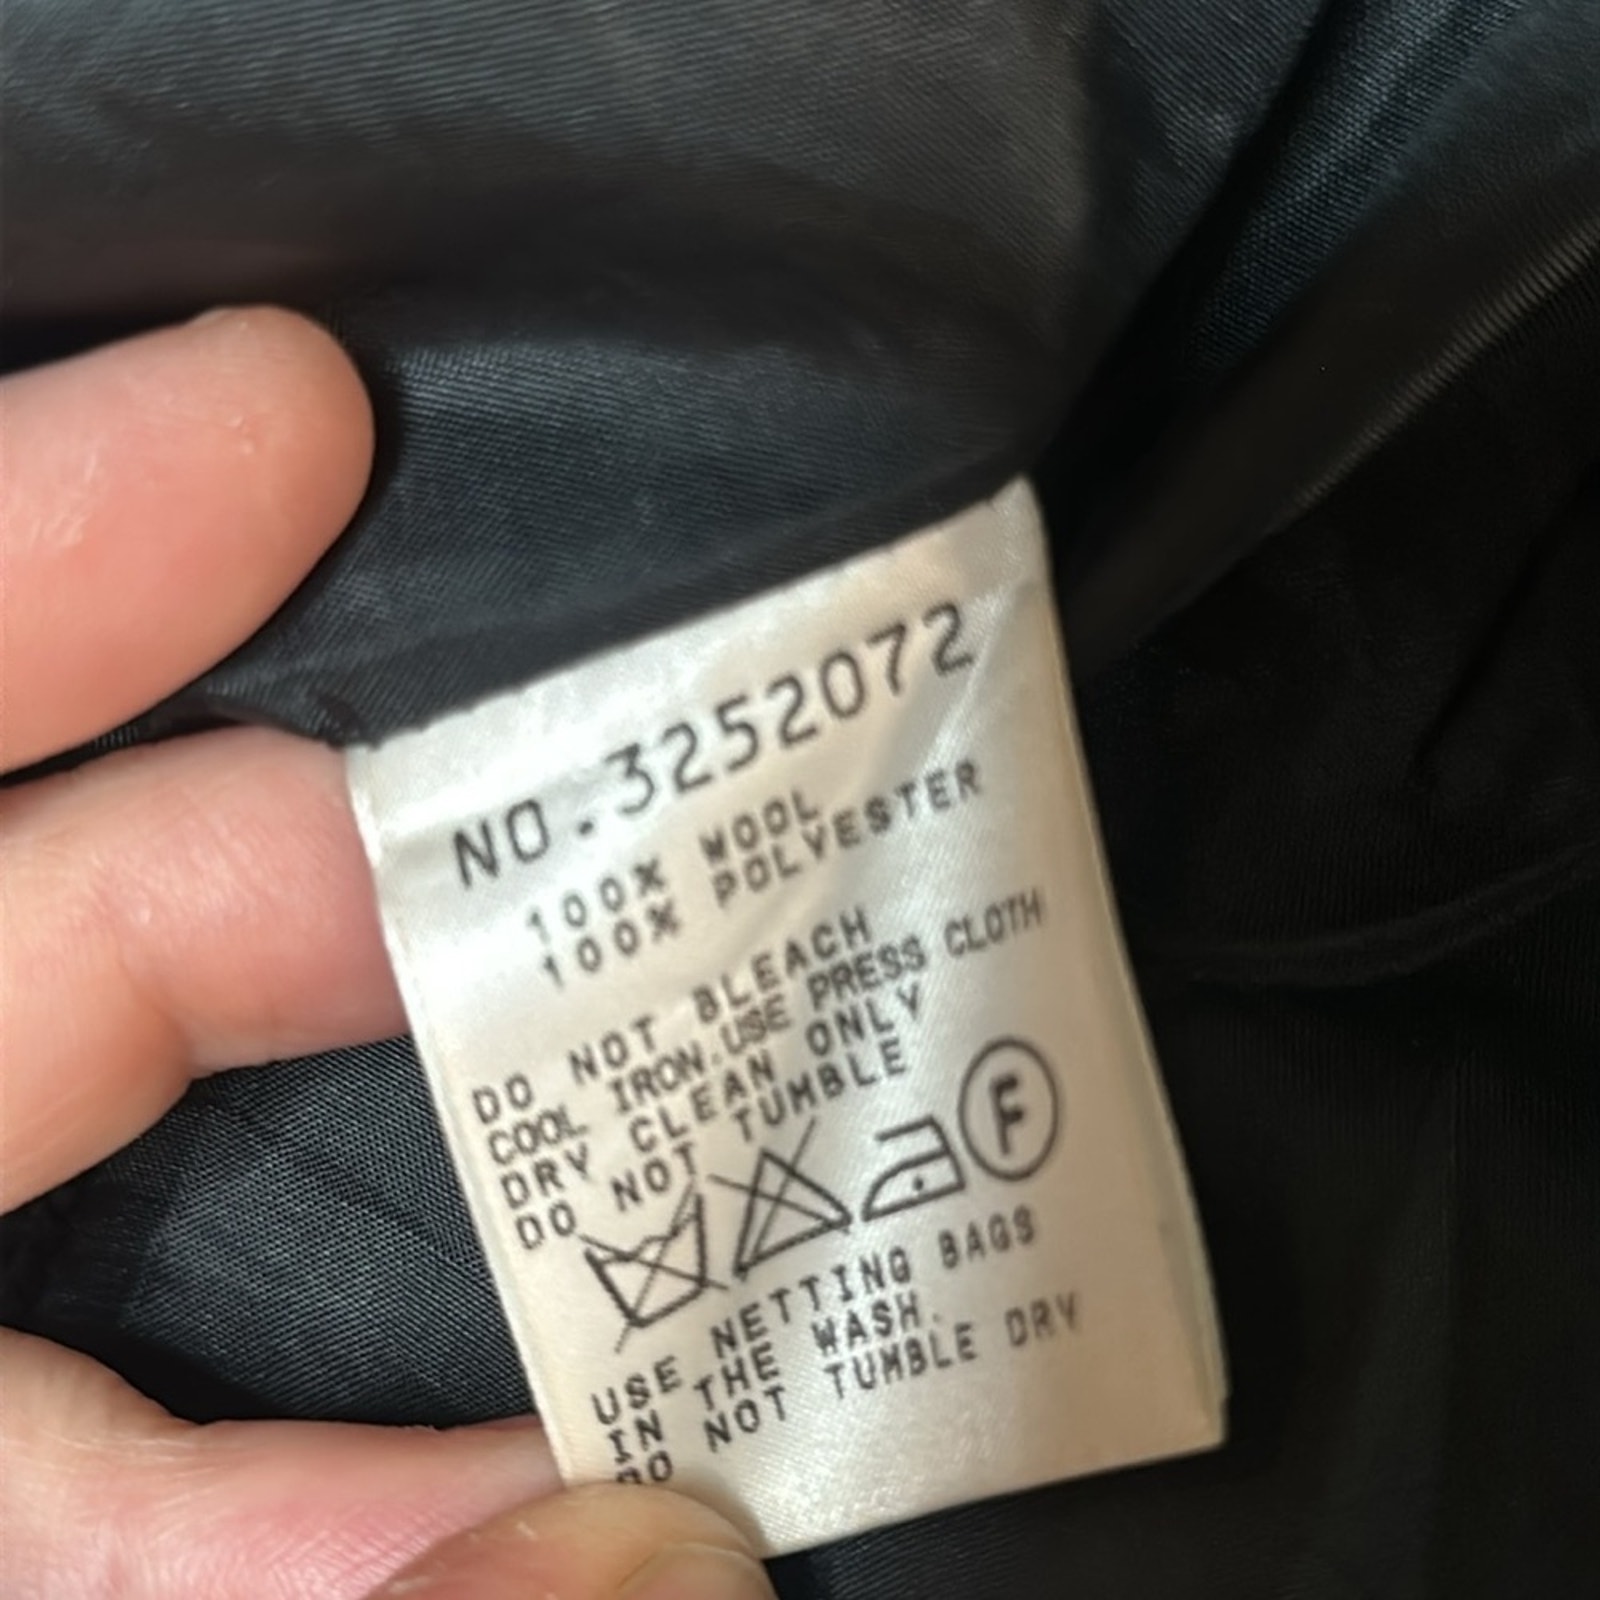 NO.3252072
100% WOOL
100% POLYESTER
DO NOT BLEACH
COOL IRON.USE PRESS CLOTH
DRY CLEAN ONLY
DO NOT TUMBLE
F
USE NETTING BAGS
IN THE WASH.
DO NOT TUMBLE DRY